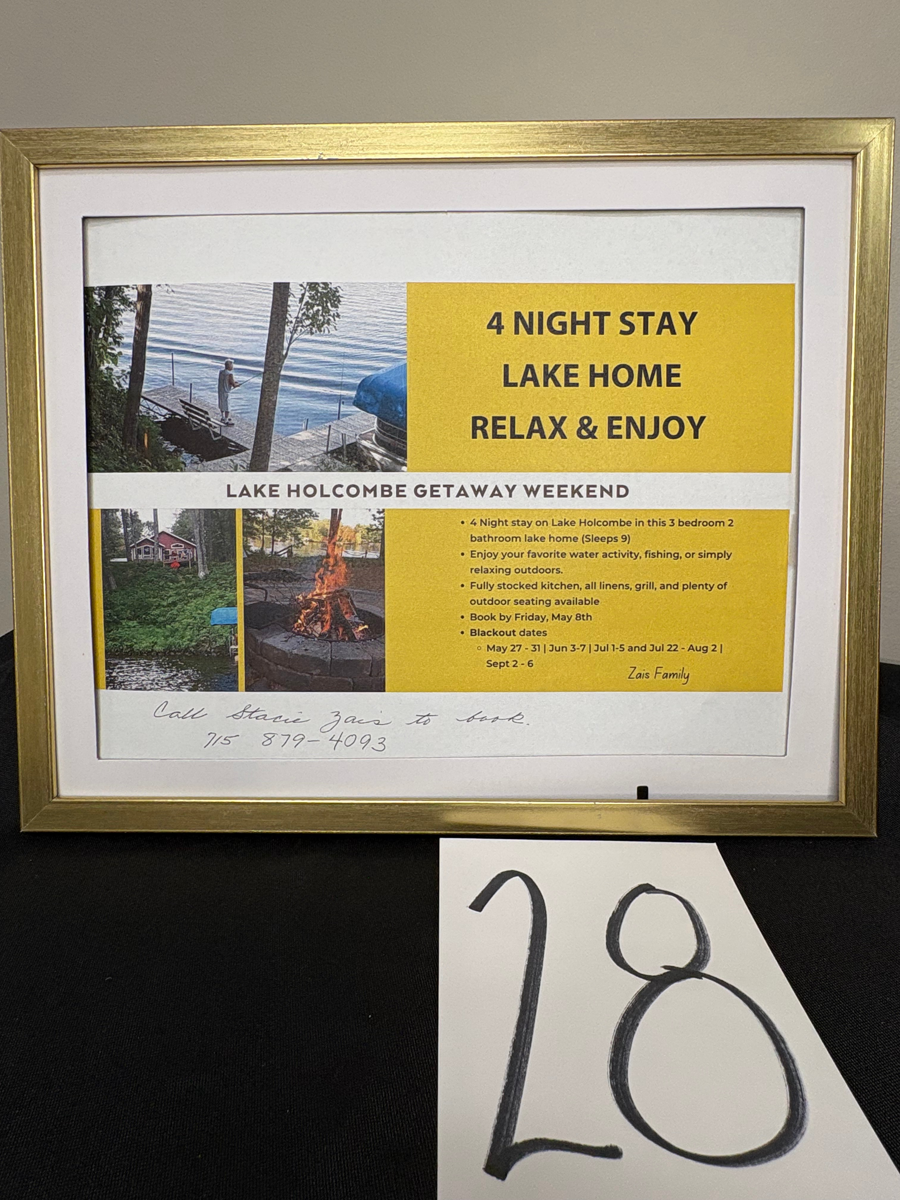 4 NIGHT STAY
LAKE HOME
RELAX & ENJOY
LAKE HOLCOMBE GETAWAY WEEKEND
• 4 Night stay on Lake Holcombe in this 3 bedroom 2
bathroom lake home (Sleeps 9)
• Enjoy your favorite water activity, fishing, or simply
relaxing outdoors.
• Fully stocked kitchen, all linens, grill, and plenty of
outdoor seating available
• Book by Friday, May 8th
• Blackout dates
○ May 27 - 31 | Jun 3-7 | Jul 1-5 and Jul 22 - Aug 2 |
Sept 2 - 6
Zais Family
Call Stacie Zais to book.
715 879-4093
28